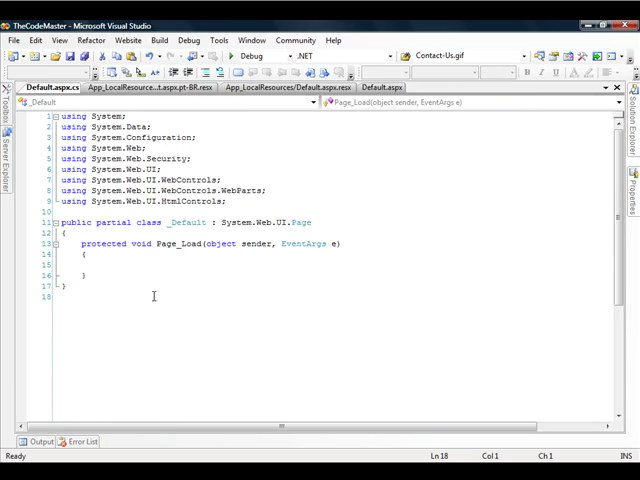 TheCodeMaster - Microsoft Visual Studio
File Edit View Refactor Website Build Debug Tools Window Community Help
Debug .NET Contact-Us.gif
Default.aspx.cs App_LocalResource...t.aspx.pt-BR.resx App_LocalResources/Default.aspx.resx Default.aspx
_Default Page_Load(object sender, EventArgs e)
1 using System;
2 using System.Data;
3 using System.Configuration;
4 using System.Web;
5 using System.Web.Security;
6 using System.Web.UI;
7 using System.Web.UI.WebControls;
8 using System.Web.UI.WebControls.WebParts;
9 using System.Web.UI.HtmlControls;
10
11 public partial class _Default : System.Web.UI.Page
12 {
13 protected void Page_Load(object sender, EventArgs e)
14 {
15
16 }
17 }
18
Toolbox
Server Explorer
Solution Explorer
Properties
Output Error List
Ready Ln 18 Col 1 Ch 1 INS